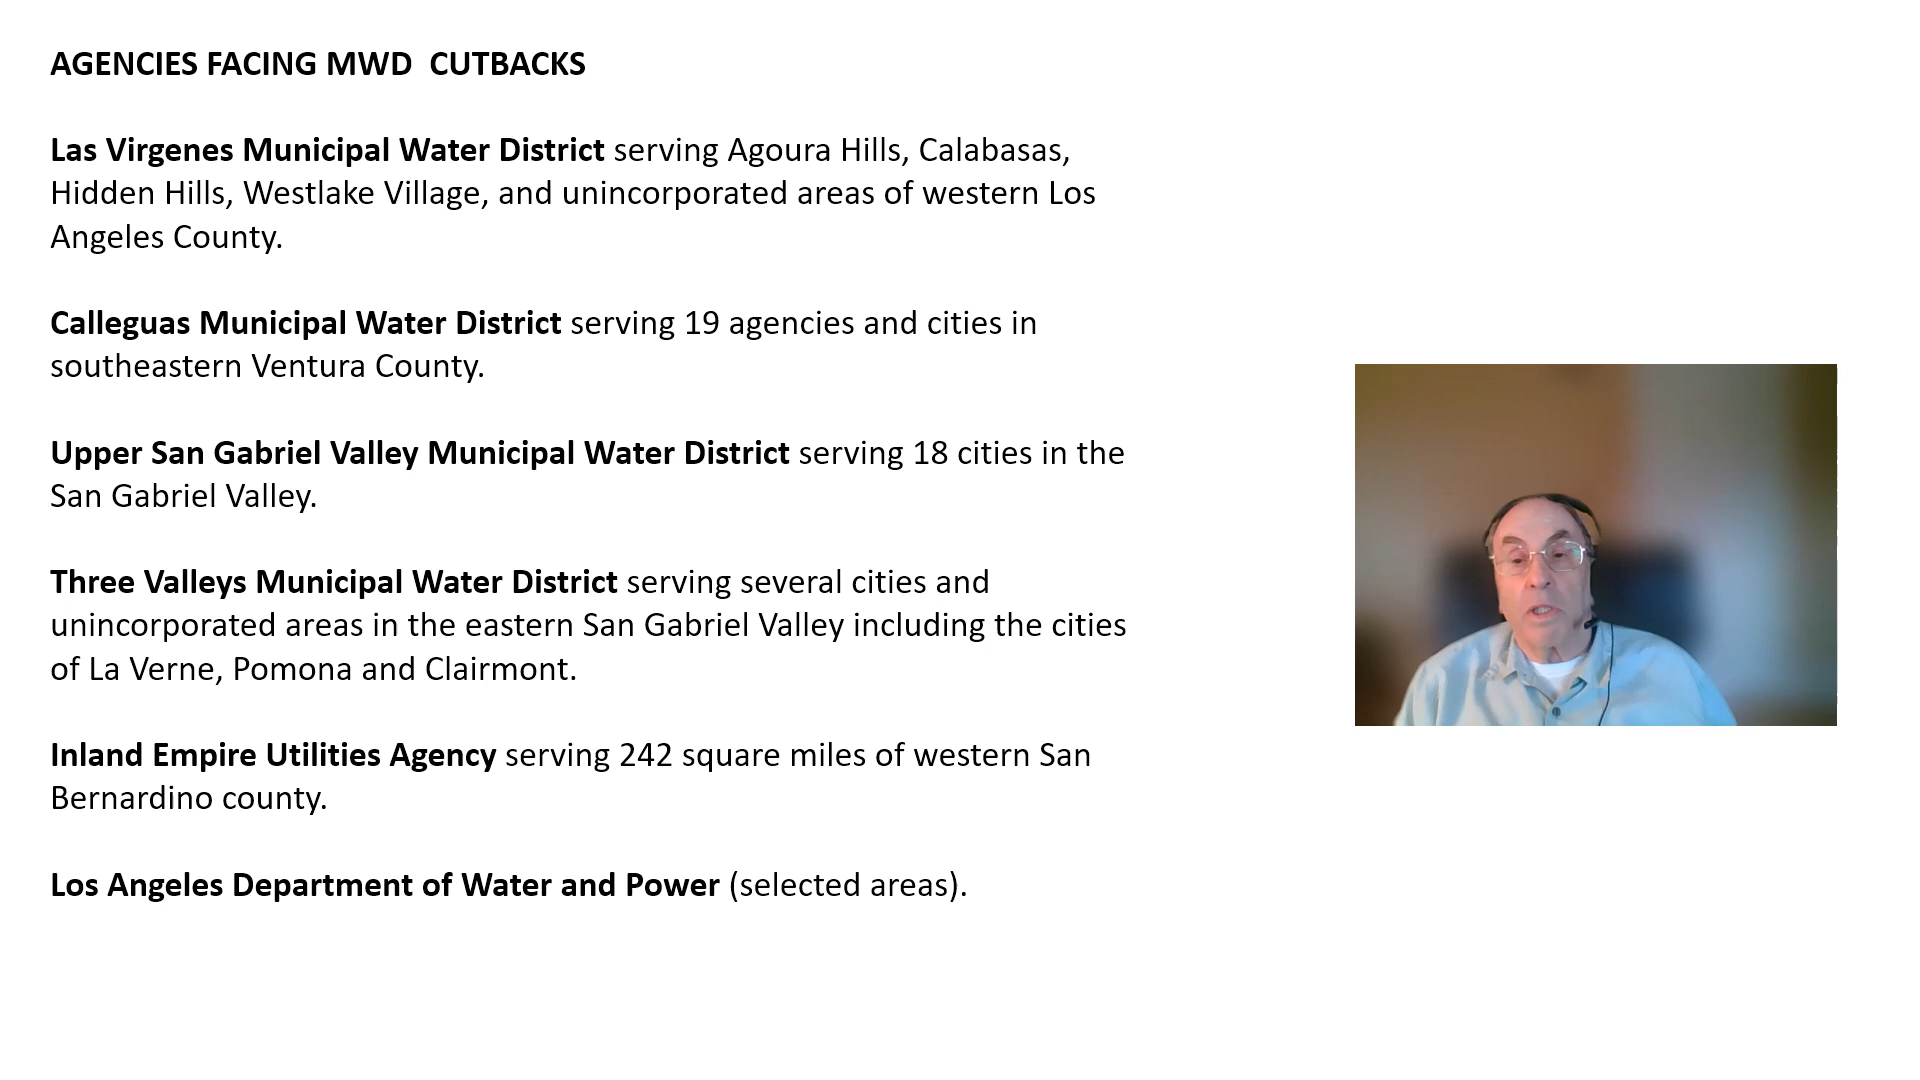 AGENCIES FACING MWD  CUTBACKS
Las Virgenes Municipal Water District serving Agoura Hills, Calabasas,
Hidden Hills, Westlake Village, and unincorporated areas of western Los
Angeles County.
Calleguas Municipal Water District serving 19 agencies and cities in
southeastern Ventura County.
Upper San Gabriel Valley Municipal Water District serving 18 cities in the
San Gabriel Valley.
Three Valleys Municipal Water District serving several cities and
unincorporated areas in the eastern San Gabriel Valley including the cities
of La Verne, Pomona and Clairmont.
Inland Empire Utilities Agency serving 242 square miles of western San
Bernardino county.
Los Angeles Department of Water and Power (selected areas).